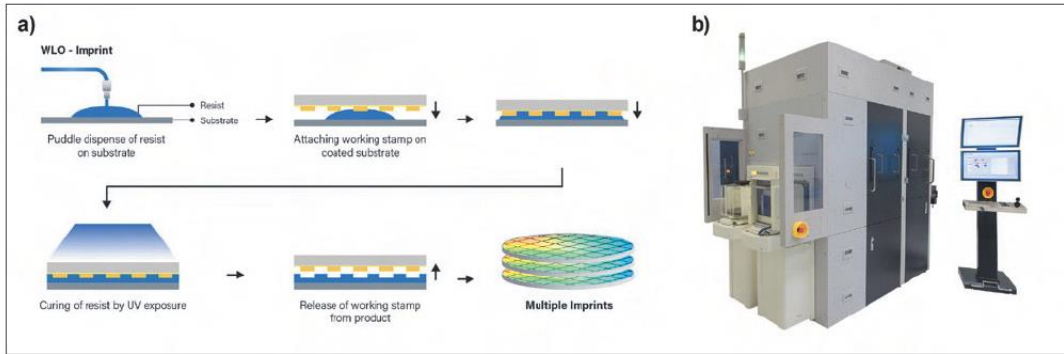 a)
b)
WLO - Imprint
Resist
Substrate
Puddle dispense of resist
on substrate
Attaching working stamp on
coated substrate
Curing of resist by UV exposure
Release of working stamp
from product
Multiple Imprints